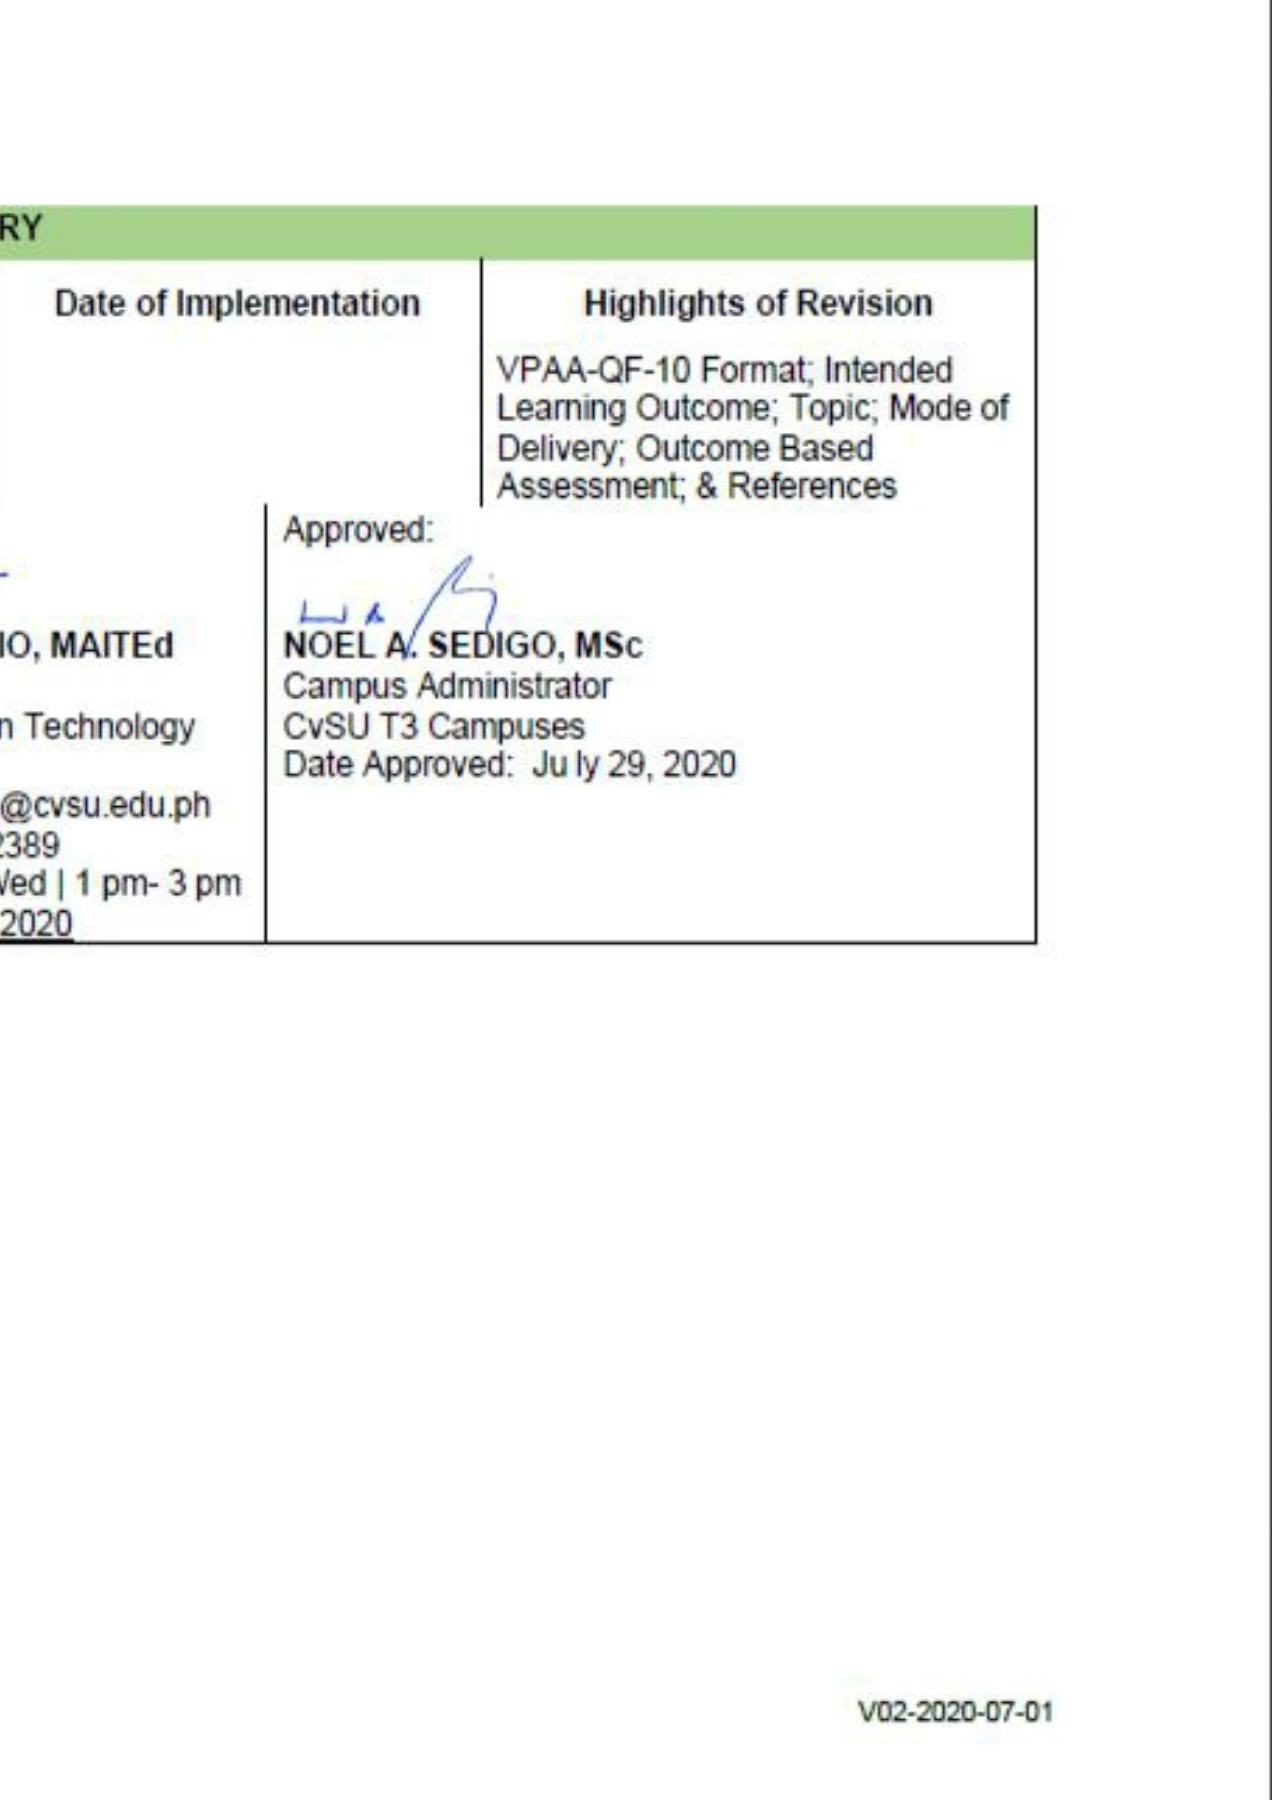 RY
Date of Implementation
Highlights of Revision
VPAA-QF-10 Format; Intended
Learning Outcome; Topic; Mode of
Delivery; Outcome Based
Assessment; & References
IO, MAITEd
n Technology
@cvsu.edu.ph
2389
Wed | 1 pm- 3 pm
2020
Approved:
NOEL A. SEDIGO, MSc
Campus Administrator
CvSU T3 Campuses
Date Approved: Ju ly 29, 2020
V02-2020-07-01